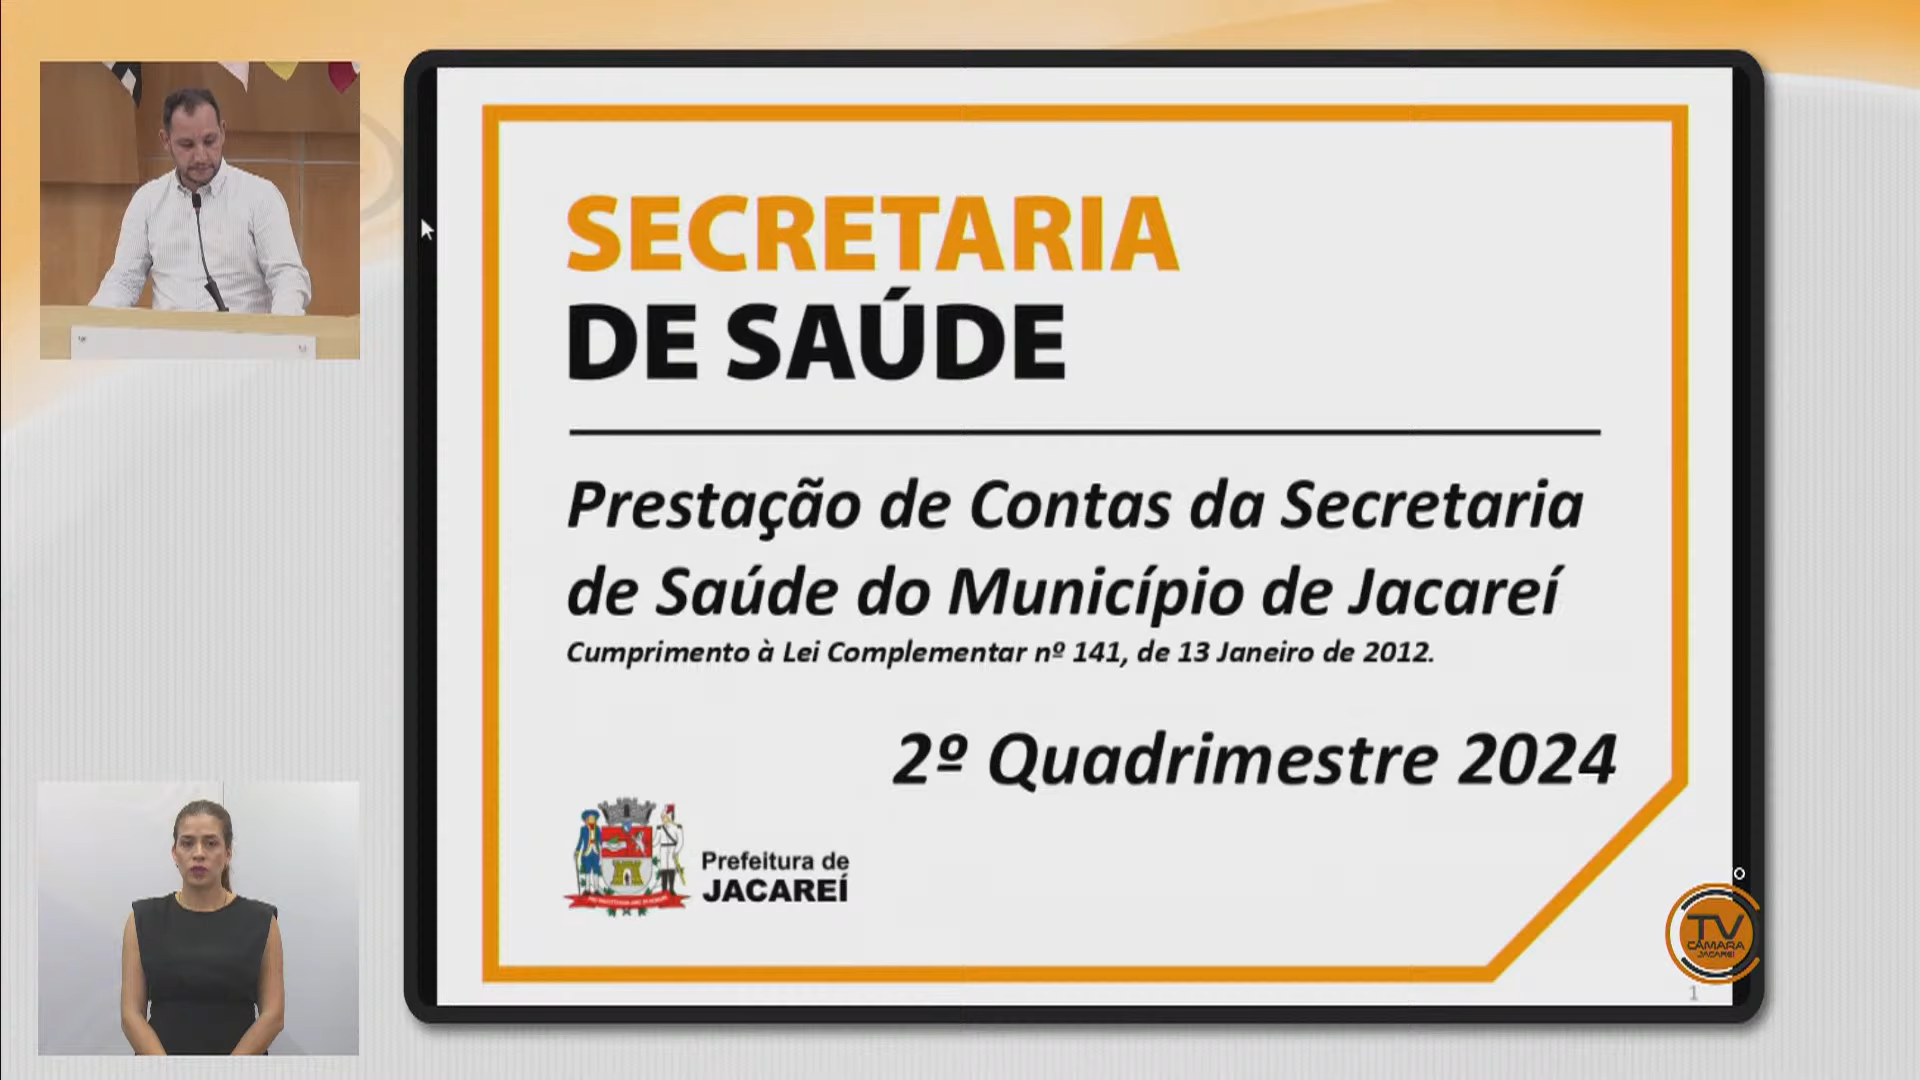 SECRETARIA
DE SAÚDE
Prestação de Contas da Secretaria
de Saúde do Município de Jacareí
Cumprimento à Lei Complementar nº 141, de 13 Janeiro de 2012.
2º Quadrimestre 2024
Prefeitura de
JACAREÍ
TV
CÂMARA
JACAREÍ
1